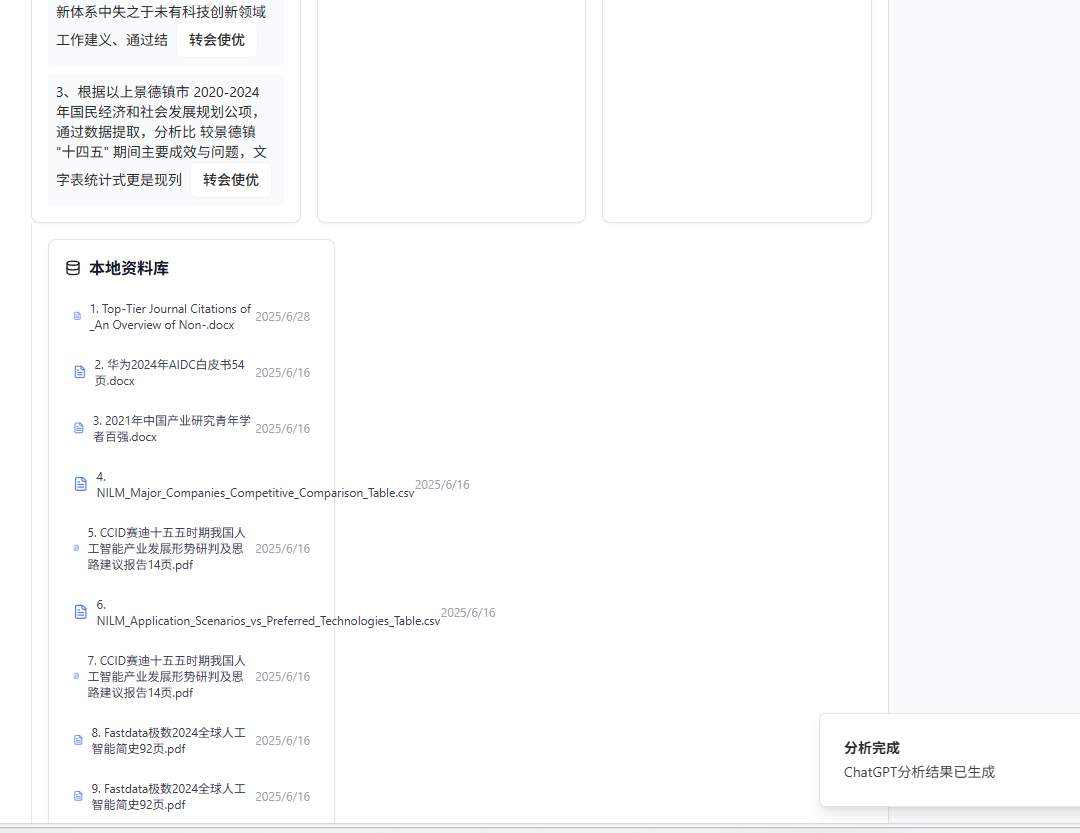 新体系中失之于未有科技创新领域
工作建义、通过结 转会使优
3、根据以上景德镇市 2020-2024
年国民经济和社会发展规划公项，
通过数据提取，分析比 较景德镇
"十四五" 期间主要成效与问题，文
字表统计式更是现列 转会使优
本地资料库
1. Top-Tier Journal Citations of
_An Overview of Non-.docx
2025/6/28
2. 华为2024年AIDC白皮书54
页.docx
2025/6/16
3. 2021年中国产业研究青年学
者百强.docx
2025/6/16
4.
NILM_Major_Companies_Competitive_Comparison_Table.csv
2025/6/16
5. CCID赛迪十五五时期我国人
工智能产业发展形势研判及思
路建议报告14页.pdf
2025/6/16
6.
NILM_Application_Scenarios_vs_Preferred_Technologies_Table.csv
2025/6/16
7. CCID赛迪十五五时期我国人
工智能产业发展形势研判及思
路建议报告14页.pdf
2025/6/16
8. Fastdata极数2024全球人工
智能简史92页.pdf
2025/6/16
9. Fastdata极数2024全球人工
智能简史92页.pdf
2025/6/16
分析完成
ChatGPT分析结果已生成